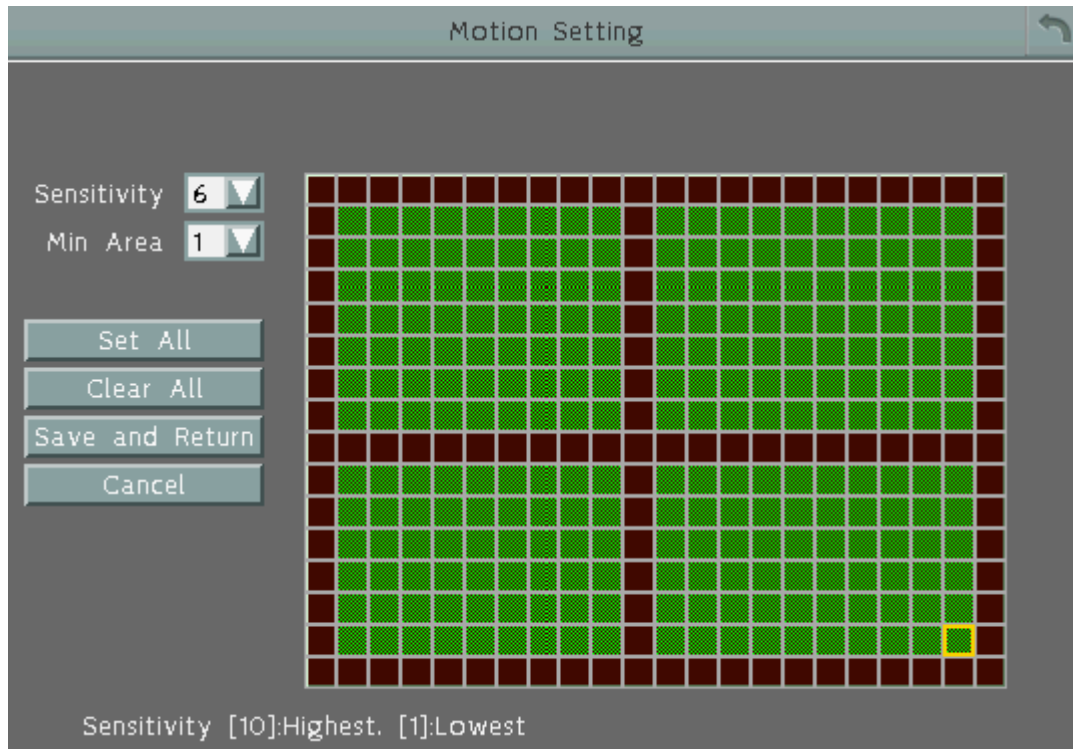 Motion Setting
Sensitivity 6
Min Area 1
Set All
Clear All
Save and Return
Cancel
Sensitivity [10]:Highest. [1]:Lowest